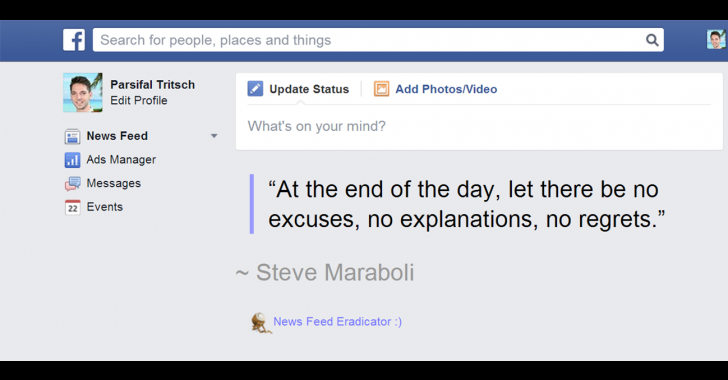 f
Search for people, places and things
Parsifal Tritsch
Edit Profile
News Feed
Ads Manager
Messages
22
Events
Update Status
Add Photos/Video
What's on your mind?
“At the end of the day, let there be no
excuses, no explanations, no regrets.”
~ Steve Maraboli
News Feed Eradicator :)